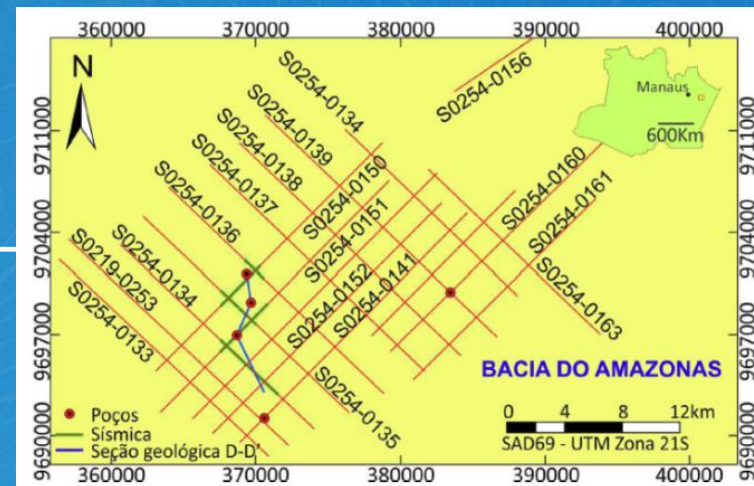 360000 370000 380000 390000 400000
N
S0254-0156
S0254-0134
S0254-0139
S0254-0138
S0254-0137
S0254-0136
S0254-0134
S0219-0253
S0254-0133
S0254-0150
S0254-0151
S0254-0152
S0254-0141
S0254-0160
S0254-0161
S0254-0163
S0254-0135
Manaus
600Km
9711000
9704000
9697000
9690000
9711000
9704000
9697000
9690000
BACIA DO AMAZONAS
Poços
Sísmica
Seção geológica D-D'
0 4 8 12km
SAD69 - UTM Zona 21S
360000 370000 380000 390000 400000